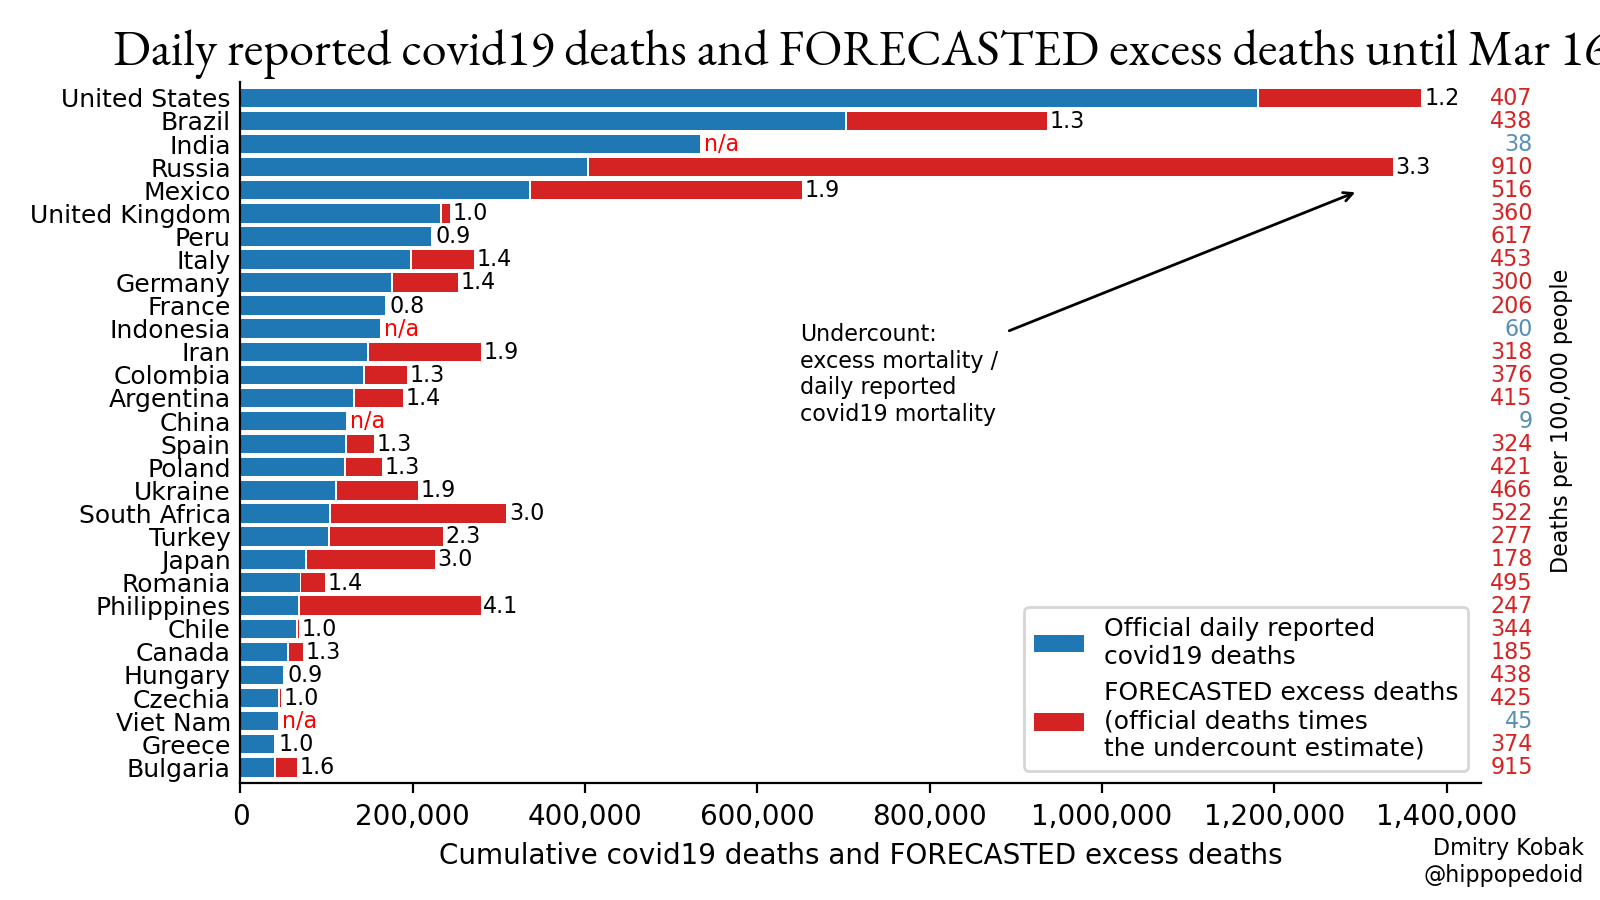 Daily reported covid19 deaths and FORECASTED excess deaths until Mar 16
United States 1.2 407
Brazil 1.3 438
India n/a 38
Russia 3.3 910
Mexico 1.9 516
United Kingdom 1.0 360
Peru 0.9 617
Italy 1.4 453
Germany 1.4 300
France 0.8 206
Indonesia n/a 60
Iran 1.9 318
Colombia 1.3 376
Argentina 1.4 415
China n/a 9
Spain 1.3 324
Poland 1.3 421
Ukraine 1.9 466
South Africa 3.0 522
Turkey 2.3 277
Japan 3.0 178
Romania 1.4 495
Philippines 4.1 247
Chile 1.0 344
Canada 1.3 185
Hungary 0.9 438
Czechia 1.0 425
Viet Nam n/a 45
Greece 1.0 374
Bulgaria 1.6 915
Undercount:
excess mortality /
daily reported
covid19 mortality
Deaths per 100,000 people
Official daily reported
covid19 deaths
FORECASTED excess deaths
(official deaths times
the undercount estimate)
0 200,000 400,000 600,000 800,000 1,000,000 1,200,000 1,400,000
Cumulative covid19 deaths and FORECASTED excess deaths
Dmitry Kobak
@hippopedoid